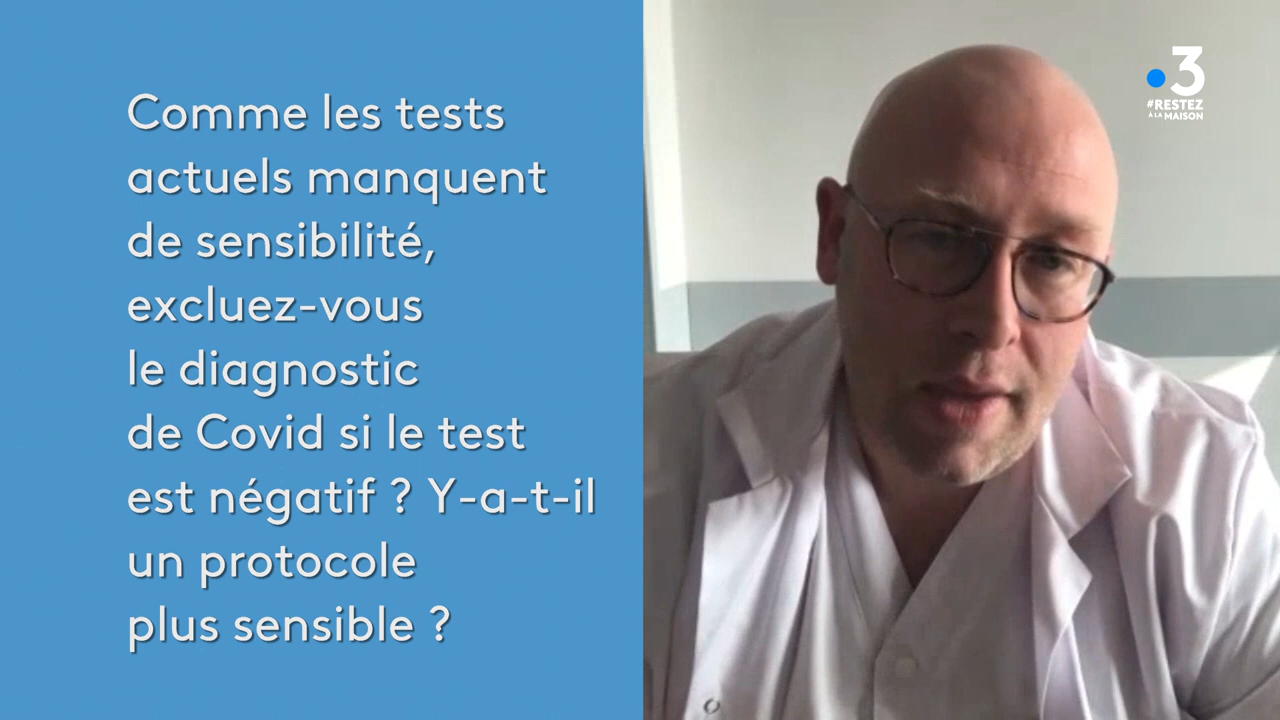 Comme les tests
actuels manquent
de sensibilité,
excluez-vous
le diagnostic
de Covid si le test
est négatif ? Y-a-t-il
un protocole
plus sensible ?
3
#RESTEZ
À LA MAISON